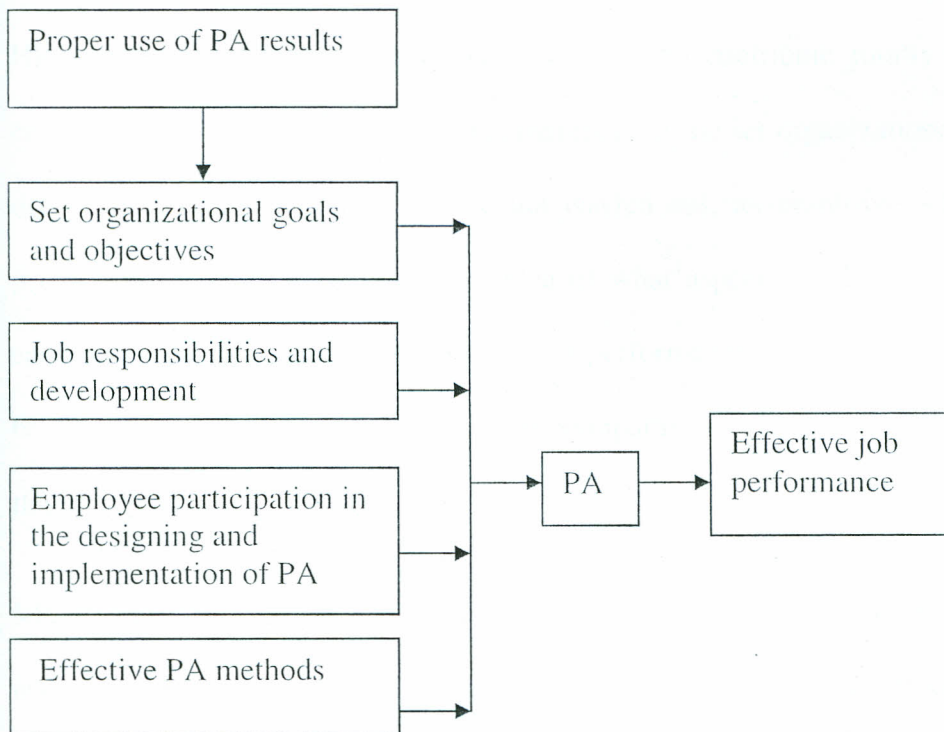 Proper use of PA results
Set organizational goals
and objectives
Job responsibilities and
development
Employee participation in
the designing and
implementation of PA
Effective PA methods
PA
Effective job
performance